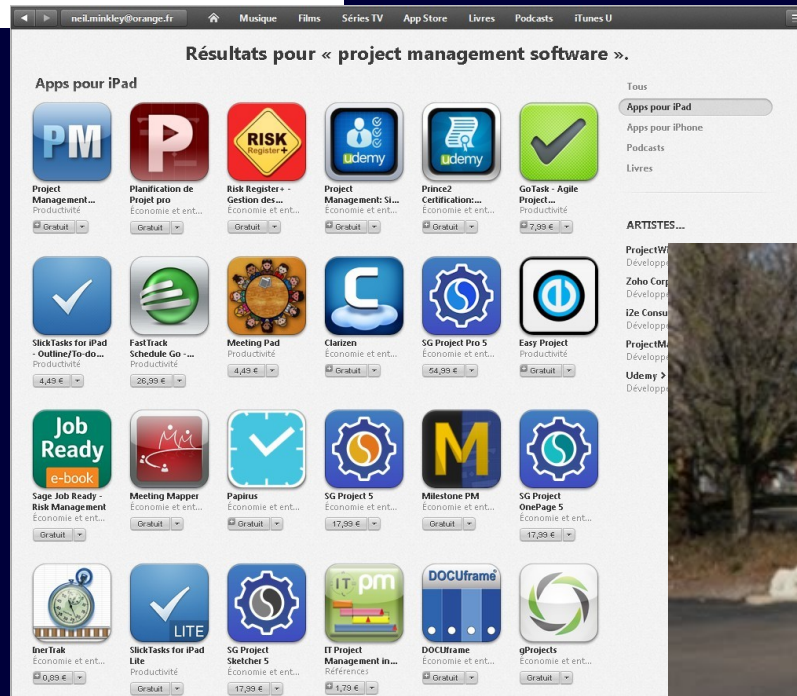 neil.minkley@orange.fr Musique Films Séries TV App Store Livres Podcasts iTunes U
Résultats pour « project management software ».
Apps pour iPad
PM
P
RISK
Register+
udemy
udemy
Project Management...
Productivité
Gratuit
Planification de Projet pro
Économie et ent...
Gratuit
Risk Register+ - Gestion des...
Économie et ent...
Gratuit
Project Management: Si...
Économie et ent...
Gratuit
Prince2 Certification:...
Économie et ent...
Gratuit
GoTask - Agile Project...
Productivité
7,99 €
SlickTasks for iPad - Outline/To-do...
Productivité
4,49 €
FastTrack Schedule Go -...
Productivité
26,99 €
Meeting Pad
Productivité
4,49 €
C
Clarizen
Économie et ent...
Gratuit
SG Project Pro 5
Économie et ent...
54,99 €
Easy Project
Productivité
Gratuit
Job Ready
e-book
Sage Job Ready - Risk Management
Économie et ent...
Gratuit
Meeting Mapper
Économie et ent...
Gratuit
Papirus
Économie et ent...
Gratuit
SG Project 5
Économie et ent...
17,99 €
M
Milestone PM
Économie et ent...
Gratuit
SG Project OnePage 5
Économie et ent...
17,99 €
InerTrak
Économie et ent...
0,89 €
LITE
SlickTasks for iPad Lite
Productivité
Gratuit
SG Project Sketcher 5
Économie et ent...
17,99 €
IT pm
IT Project Management in...
Références
1,79 €
DOCUframe
DOCUframe
Économie et ent...
Gratuit
gProjects
Économie et ent...
Gratuit
Tous
Apps pour iPad
Apps pour iPhone
Podcasts
Livres
ARTISTES...
Zoho Corp
i2e Consu
Udemy >